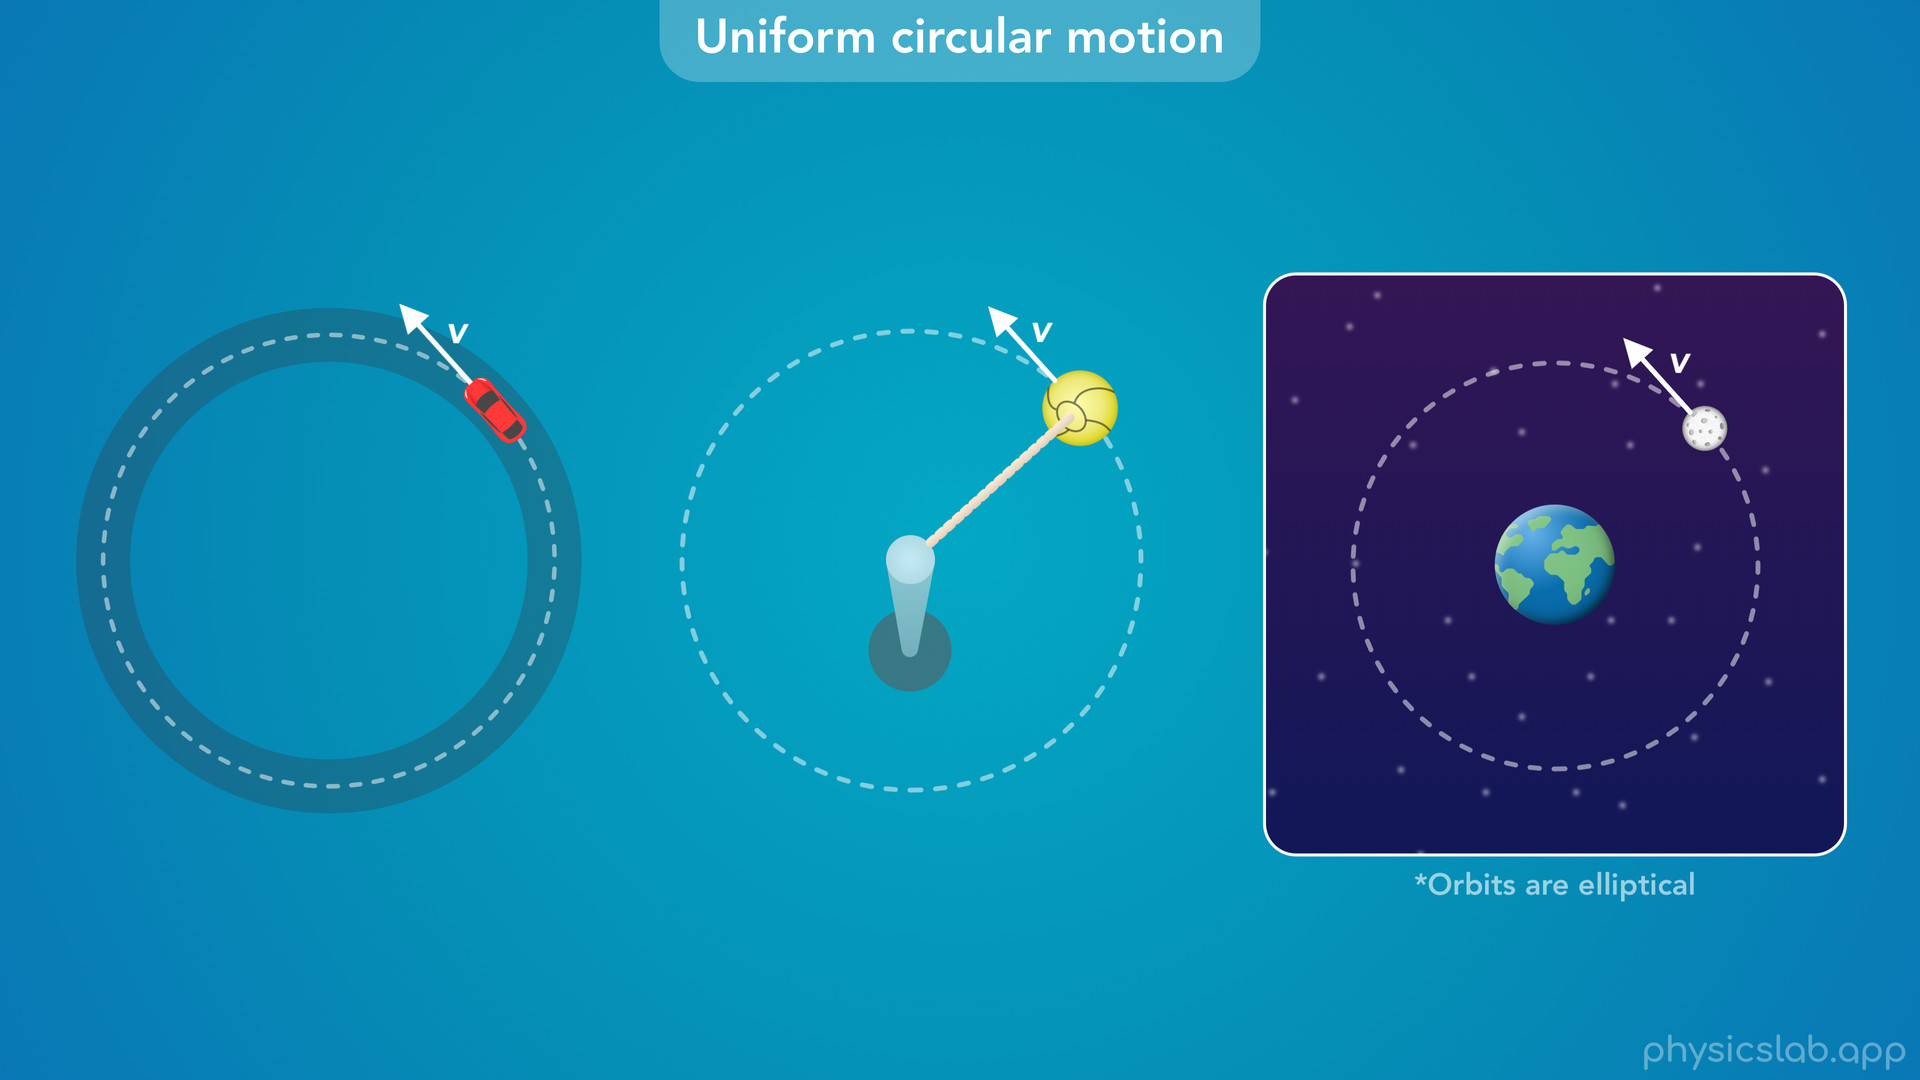 Uniform circular motion
v
v
v
*Orbits are elliptical
physicslab.app